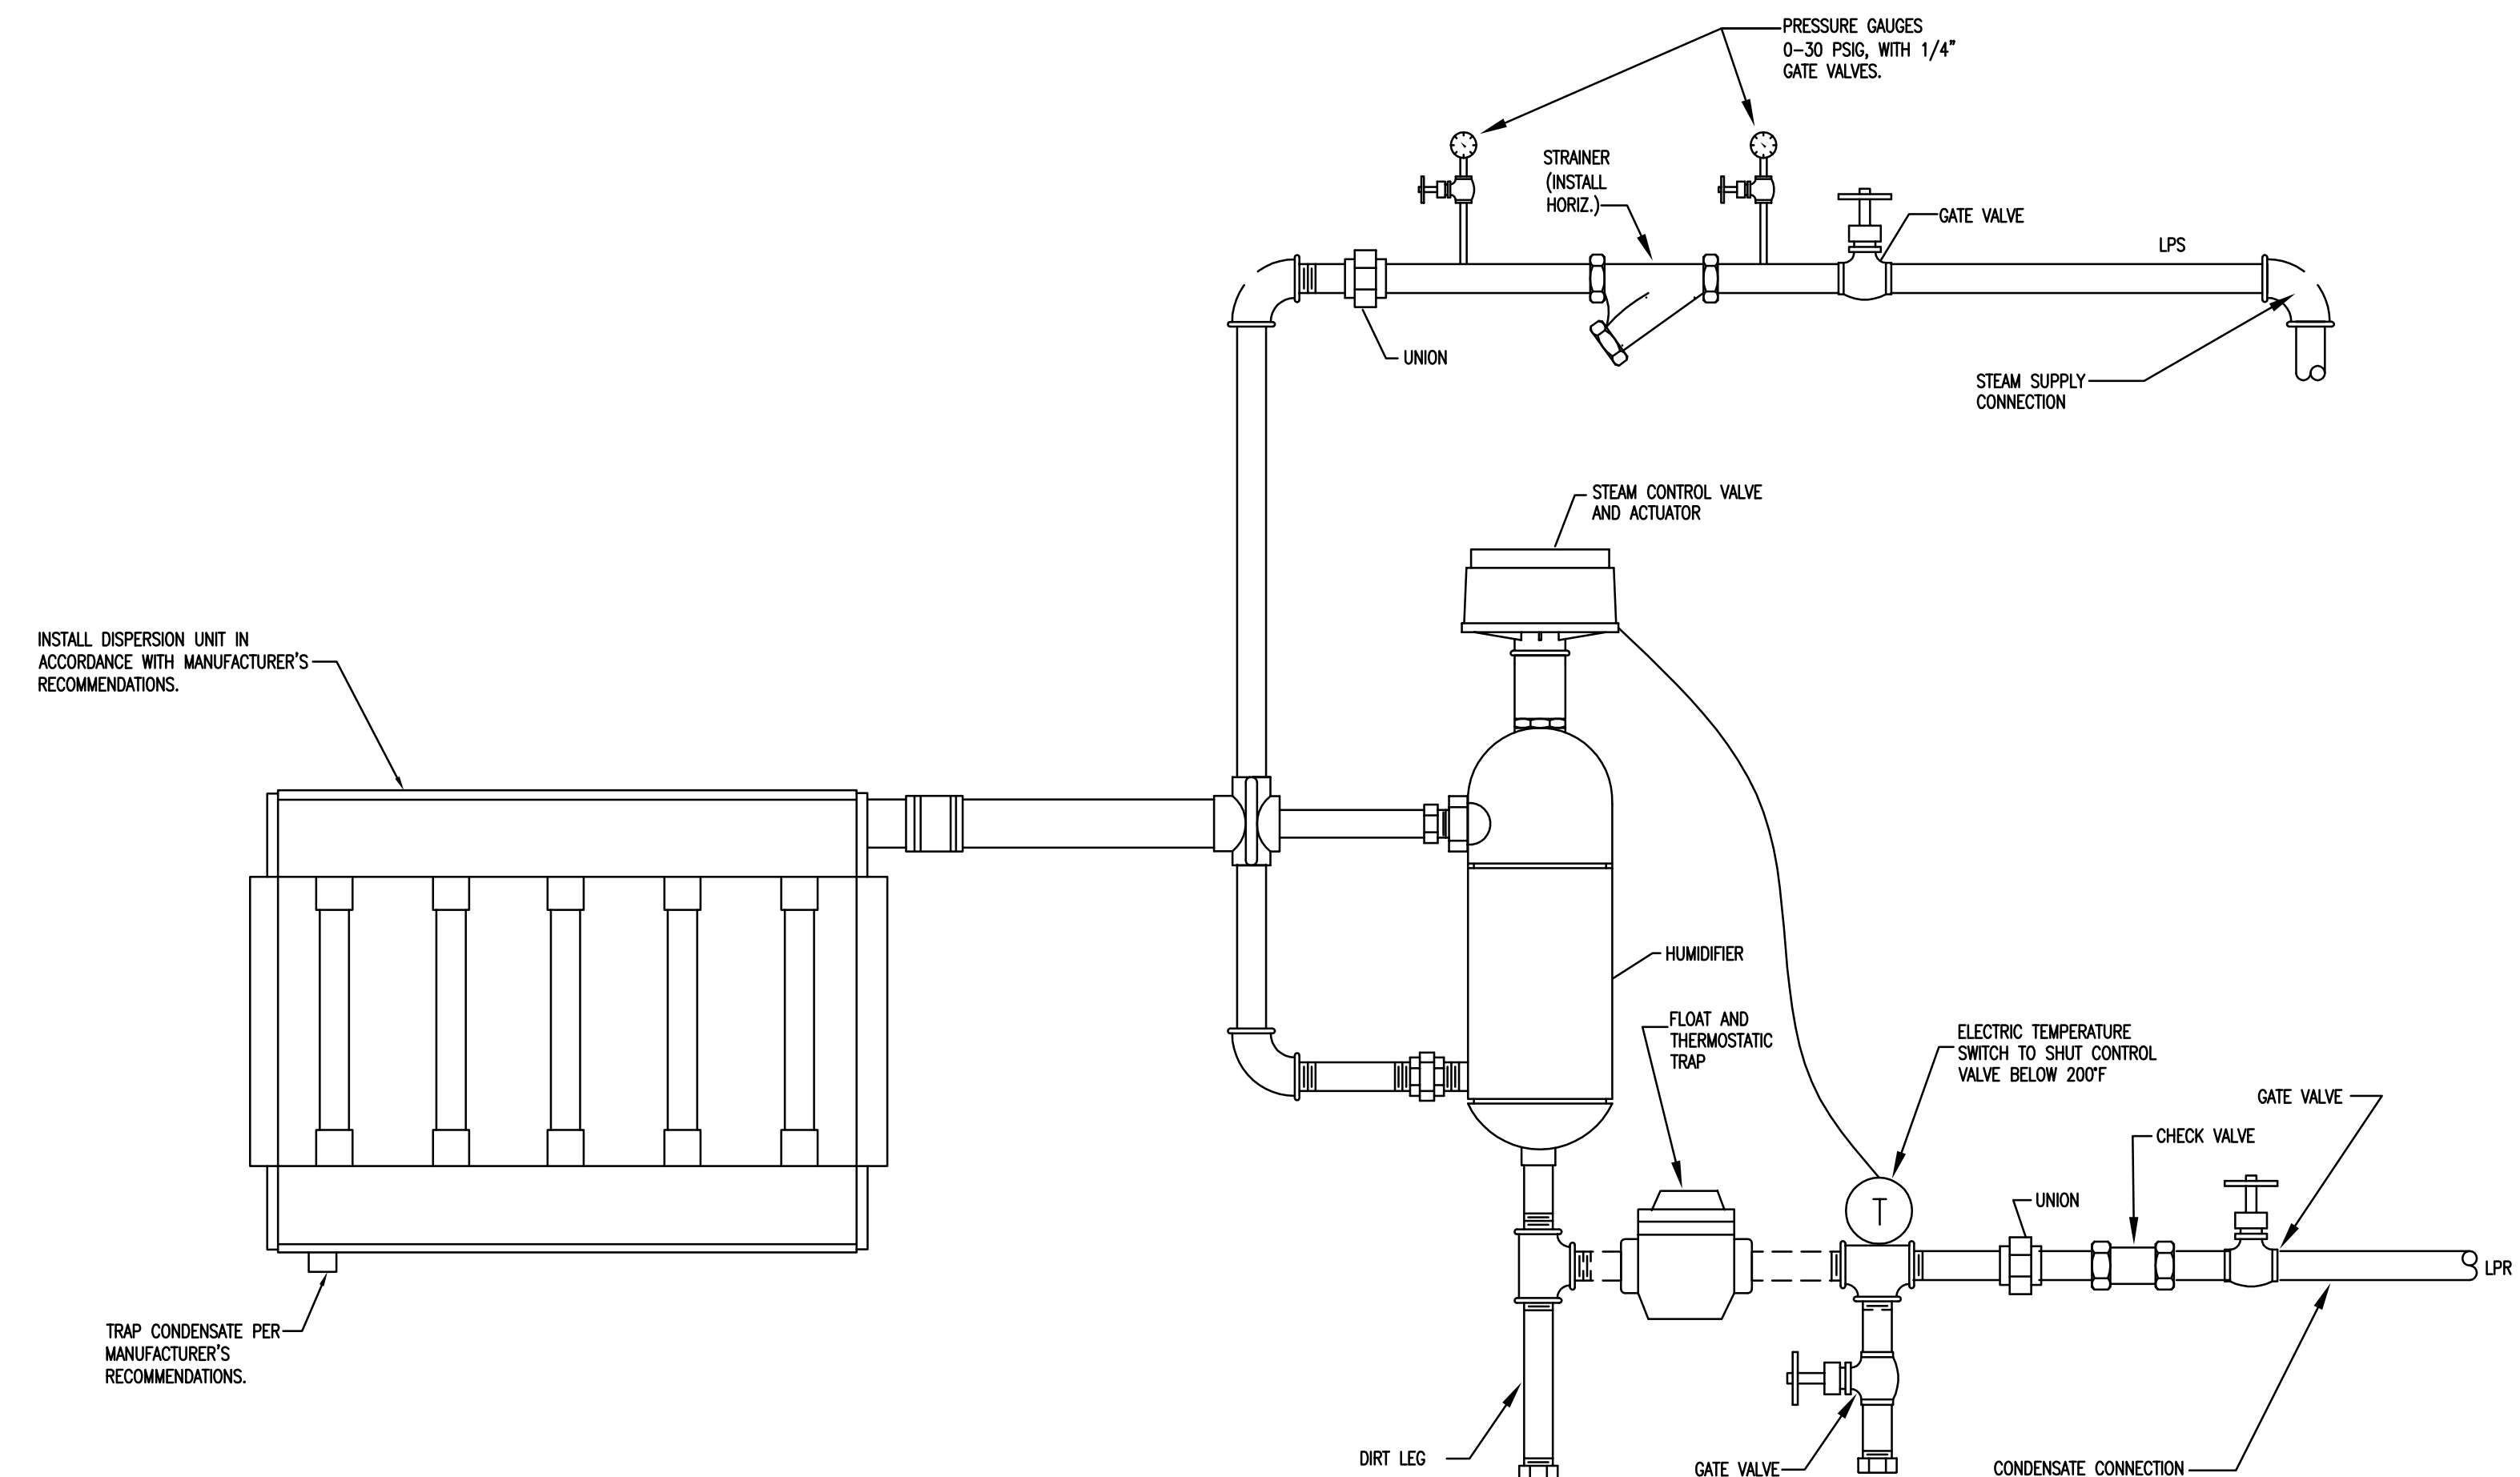 PRESSURE GAUGES
0-30 PSIG, WITH 1/4"
GATE VALVES.
STRAINER
(INSTALL
HORIZ.)
GATE VALVE
LPS
UNION
STEAM SUPPLY
CONNECTION
STEAM CONTROL VALVE
AND ACTUATOR
INSTALL DISPERSION UNIT IN
ACCORDANCE WITH MANUFACTURER'S
RECOMMENDATIONS.
HUMIDIFIER
FLOAT AND
THERMOSTATIC
TRAP
ELECTRIC TEMPERATURE
SWITCH TO SHUT CONTROL
VALVE BELOW 200°F
GATE VALVE
CHECK VALVE
UNION
T
LPR
TRAP CONDENSATE PER
MANUFACTURER'S
RECOMMENDATIONS.
DIRT LEG
GATE VALVE
CONDENSATE CONNECTION